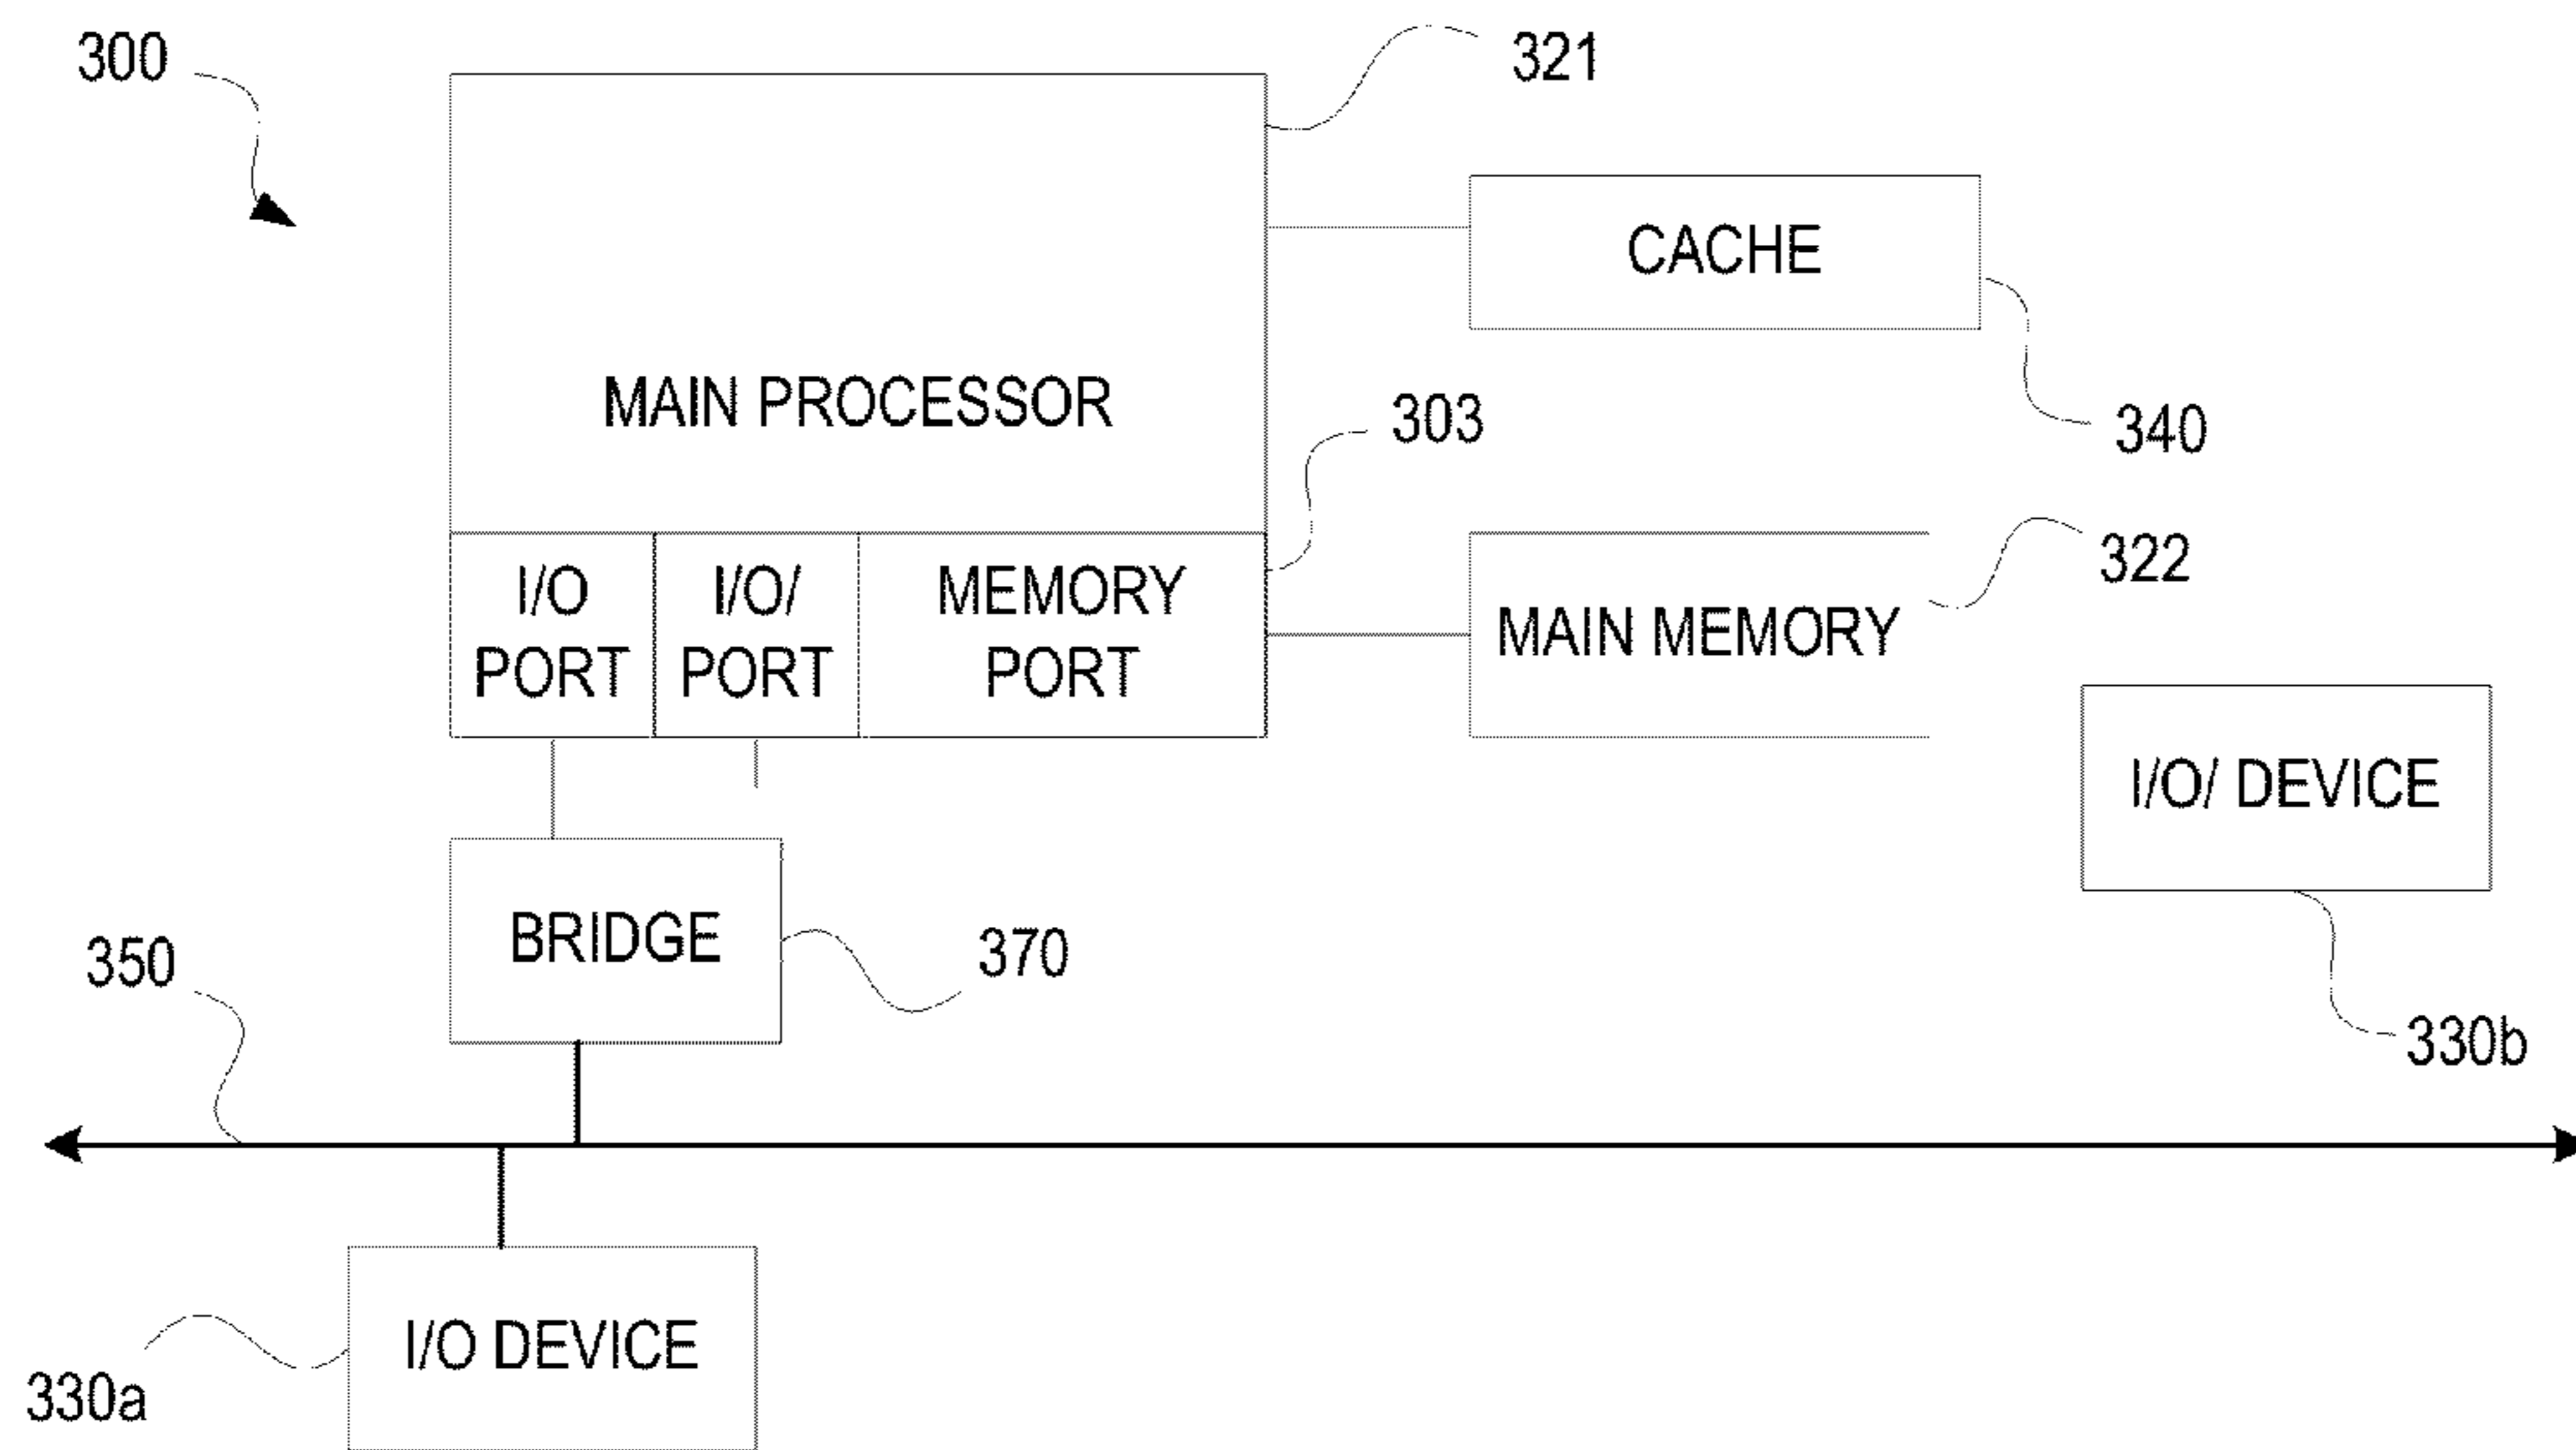 300
321
CACHE
340
MAIN PROCESSOR
303
I/O
PORT
I/O/
PORT
MEMORY
PORT
MAIN MEMORY
322
I/O/ DEVICE
330b
BRIDGE
370
350
I/O DEVICE
330a